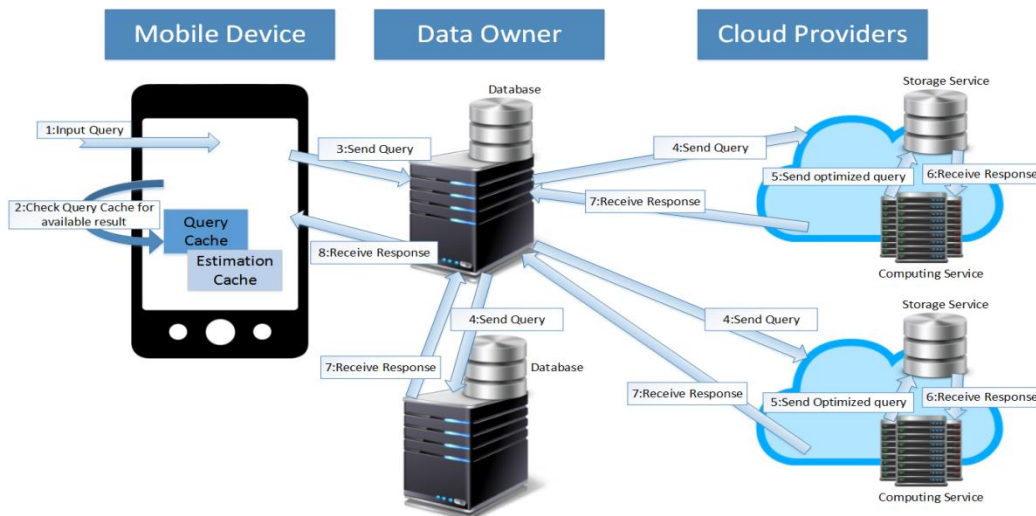 Mobile Device
Data Owner
Cloud Providers
Database
Storage Service
1:Input Query
3:Send Query
4:Send Query
5:Send optimized query
6:Receive Response
2:Check Query Cache for
available result
7:Receive Response
Query
Cache
8:Receive Response
Estimation
Cache
Computing Service
Storage Service
4:Send Query
4:Send Query
7:Receive Response
Database
7:Receive Response
5:Send Optimized query
6:Receive Response
Computing Service